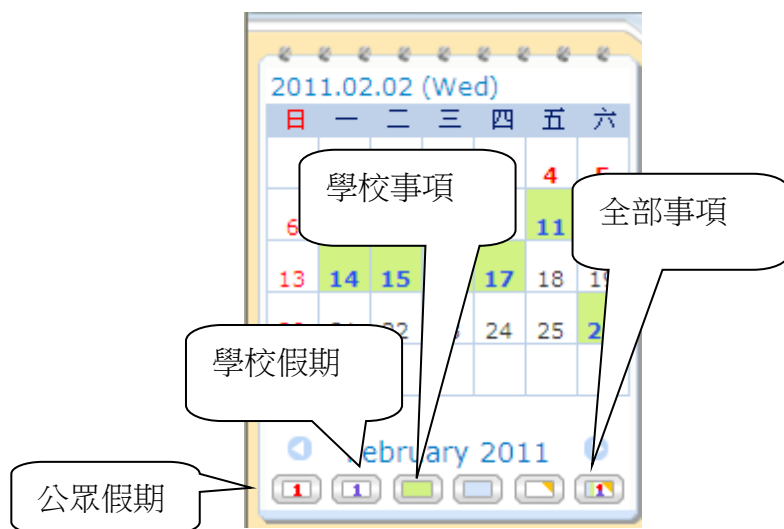 2011.02.02 (Wed)
日 一 二 三 四 五 六
4
學校事項
全部事項
6 11
13 14 15 17 18 19
24 25
學校假期
February 2011
公眾假期
1 1 1